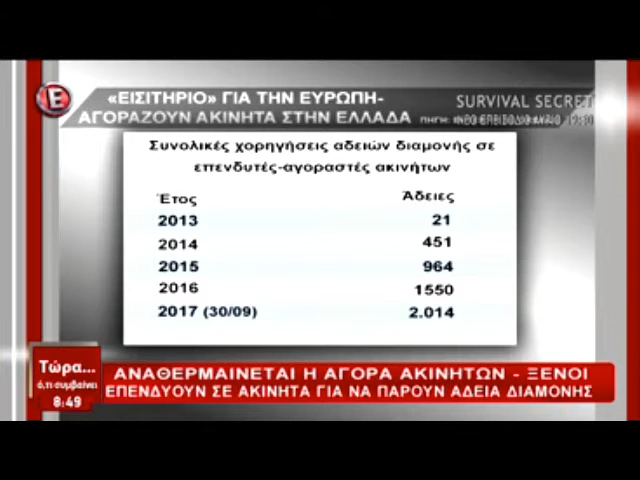 E
«ΕΙΣΙΤΗΡΙΟ» ΓΙΑ ΤΗΝ ΕΥΡΩΠΗ-
ΑΓΟΡΑΖΟΥΝ ΑΚΙΝΗΤΑ ΣΤΗΝ ΕΛΛΑΔΑ
SURVIVAL SECRET
Συνολικές χορηγήσεις αδειών διαμονής σε
επενδυτές-αγοραστές ακινήτων
Έτος Άδειες
2013 21
2014 451
2015 964
2016 1550
2017 (30/09) 2.014
Τώρα...
ό,τι συμβαίνει
8:49
ΑΝΑΘΕΡΜΑΙΝΕΤΑΙ Η ΑΓΟΡΑ ΑΚΙΝΗΤΩΝ - ΞΕΝΟΙ
ΕΠΕΝΔΥΟΥΝ ΣΕ ΑΚΙΝΗΤΑ ΓΙΑ ΝΑ ΠΑΡΟΥΝ ΑΔΕΙΑ ΔΙΑΜΟΝΗΣ